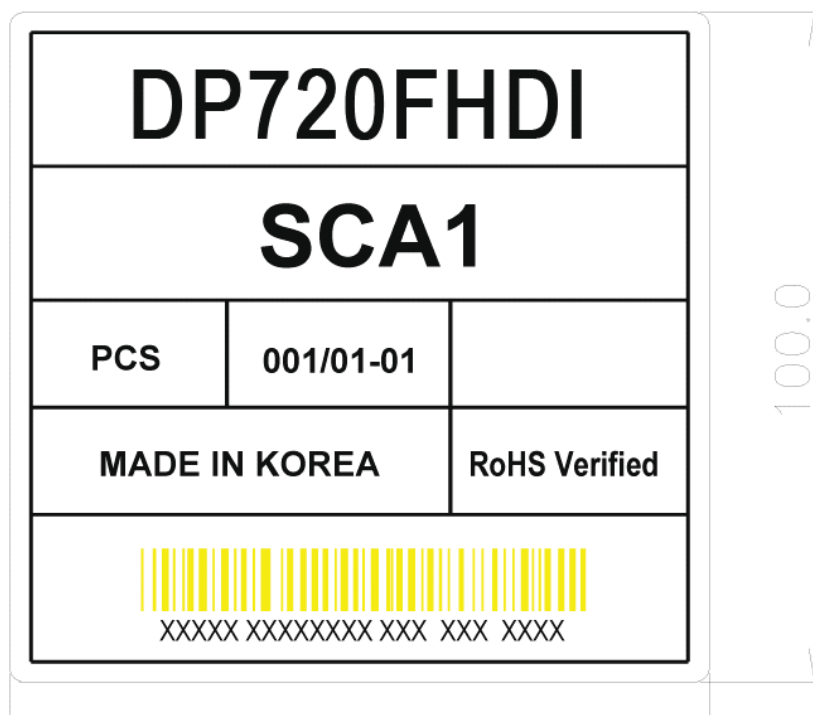 DP720FHDI
SCA1
PCS 001/01-01
MADE IN KOREA RoHS Verified
XXXXX XXXXXXXX XXX XXX XXXX
100.0